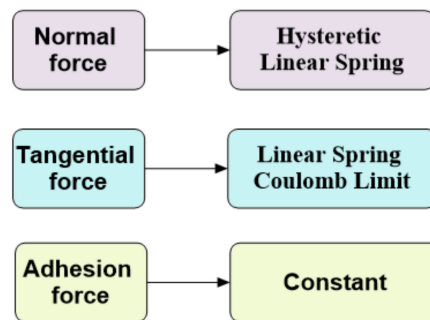 Normal
force
Hysteretic
Linear Spring
Tangential
force
Linear Spring
Coulomb Limit
Adhesion
force
Constant